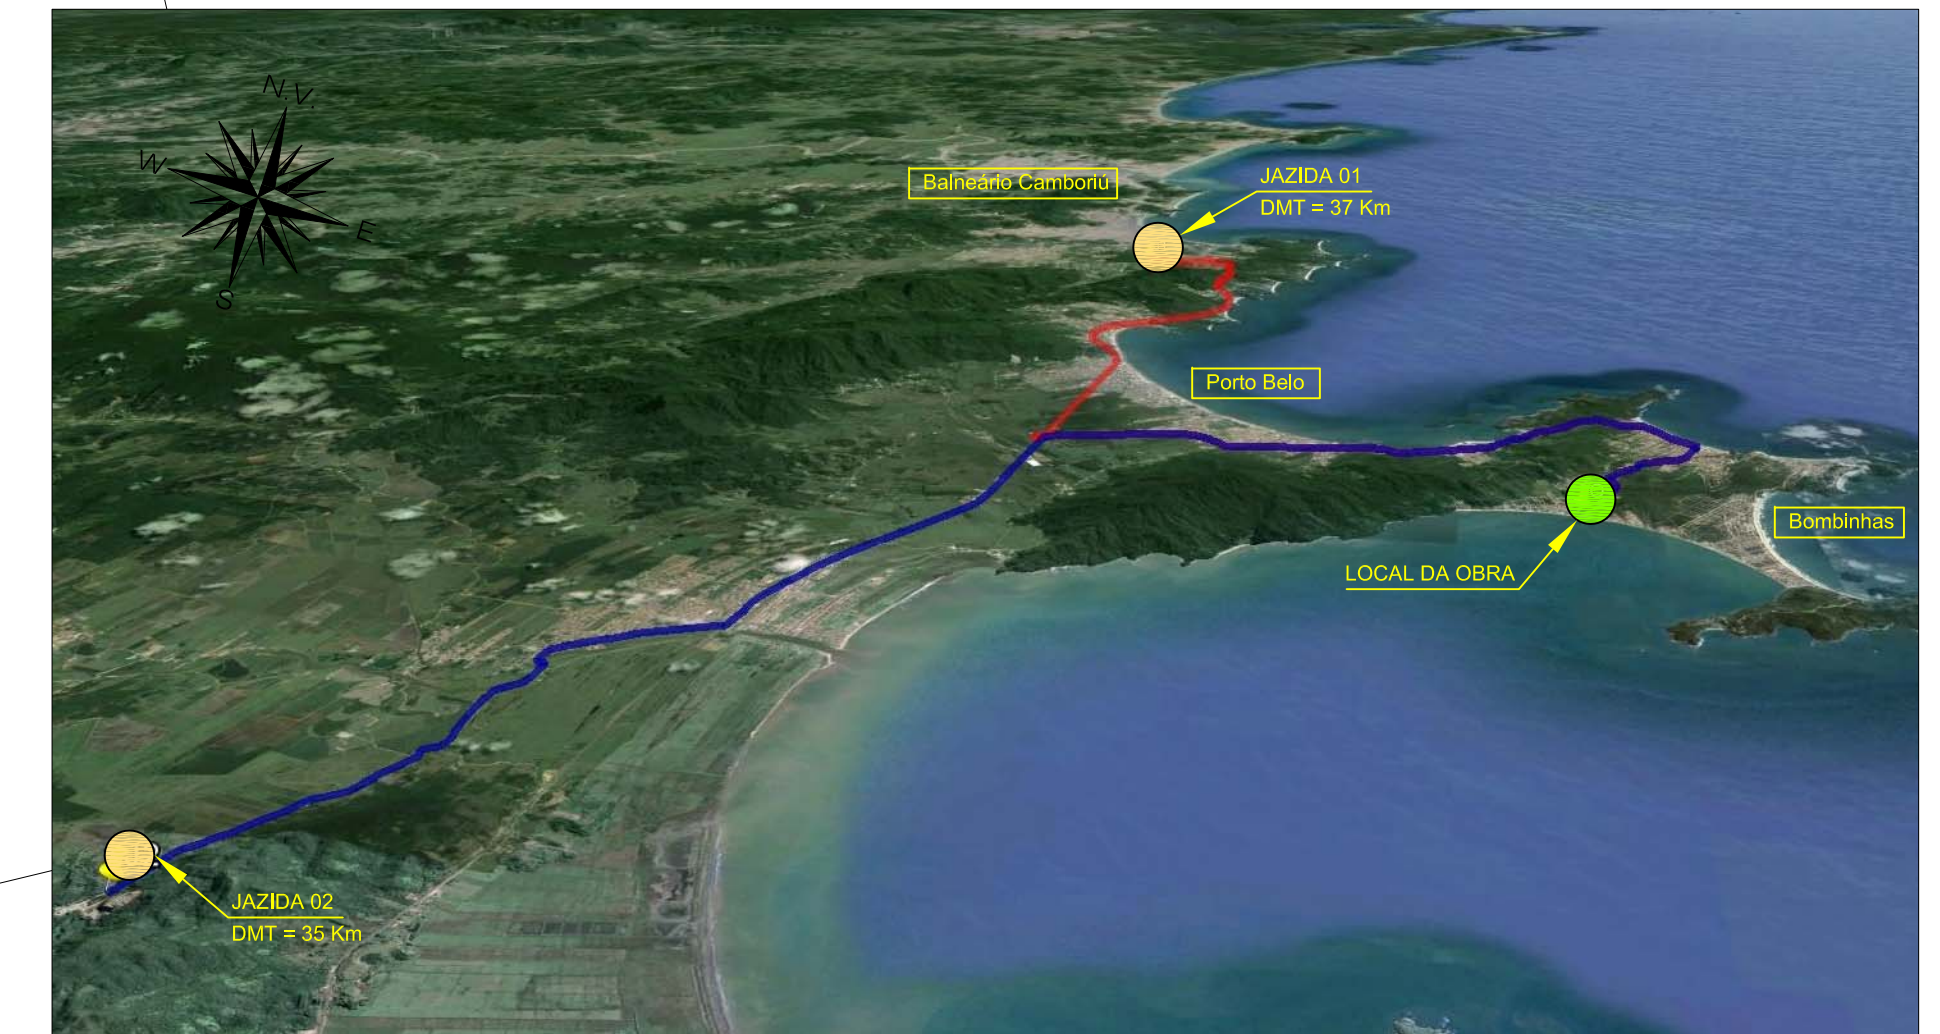 N.V.
W
E
S
Balneário Camboriú
JAZIDA 01
DMT = 37 Km
Porto Belo
Bombinhas
LOCAL DA OBRA
JAZIDA 02
DMT = 35 Km